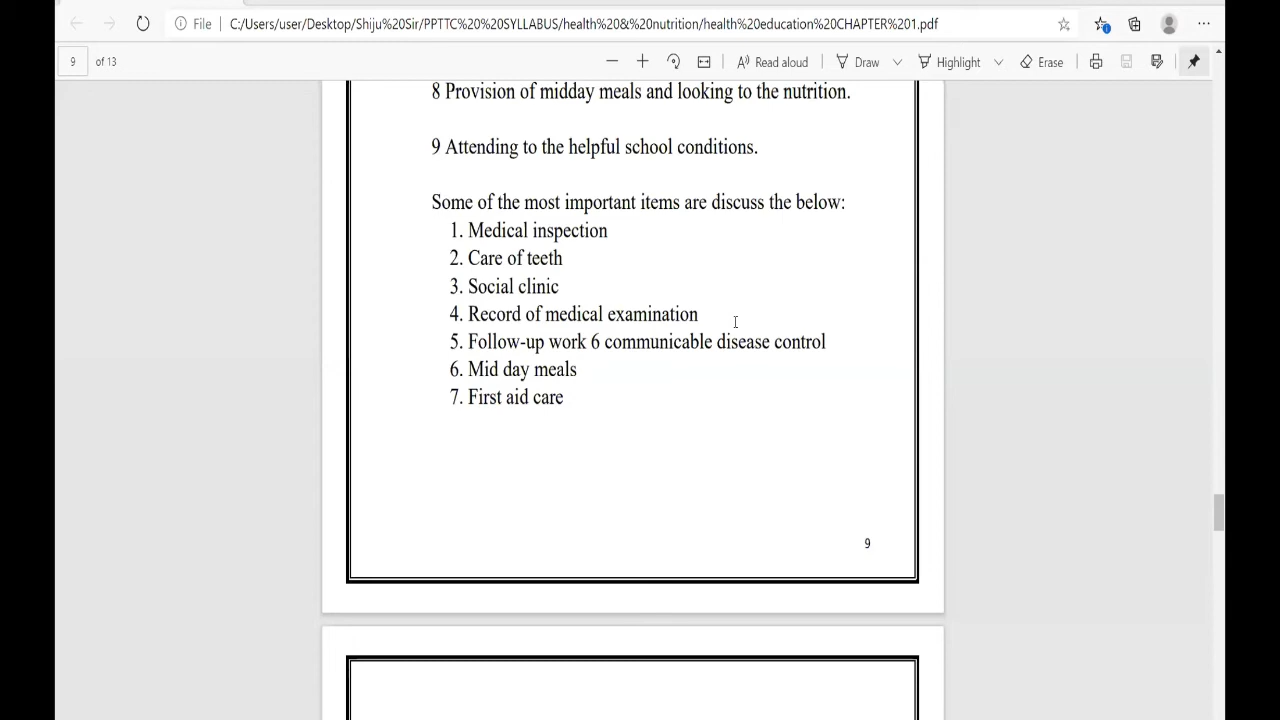 File
C:/Users/user/Desktop/Shiju%20Sir/PPTTC%20%20SYLLABUS/health%20&%20nutrition/health%20education%20CHAPTER%201.pdf
9 of 13
Read aloud
Draw
Highlight
Erase
8 Provision of midday meals and looking to the nutrition.
9 Attending to the helpful school conditions.
Some of the most important items are discuss the below:
1. Medical inspection
2. Care of teeth
3. Social clinic
4. Record of medical examination
5. Follow-up work 6 communicable disease control
6. Mid day meals
7. First aid care
9